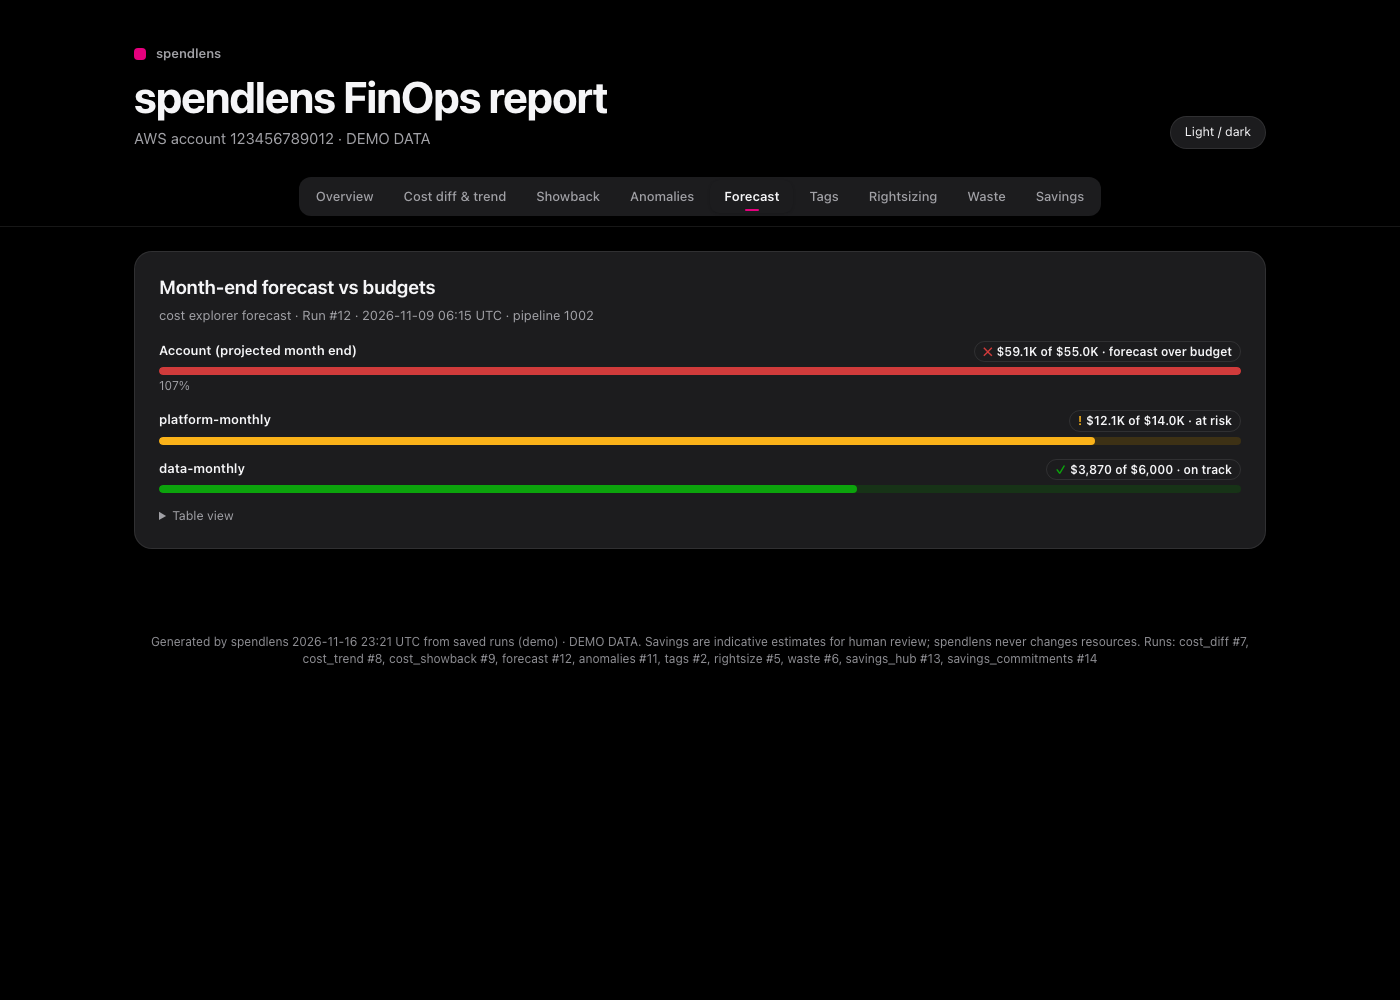 spendlens
spendlens FinOps report
AWS account 123456789012 · DEMO DATA
Light / dark
Overview Cost diff & trend Showback Anomalies Forecast Tags Rightsizing Waste Savings
Month-end forecast vs budgets
cost explorer forecast · Run #12 · 2026-11-09 06:15 UTC · pipeline 1002
Account (projected month end) ✕ $59.1K of $55.0K · forecast over budget
107%
platform-monthly ! $12.1K of $14.0K · at risk
data-monthly ✓ $3,870 of $6,000 · on track
▶ Table view
Generated by spendlens 2026-11-16 23:21 UTC from saved runs (demo) · DEMO DATA. Savings are indicative estimates for human review; spendlens never changes resources. Runs: cost_diff #7,
cost_trend #8, cost_showback #9, forecast #12, anomalies #11, tags #2, rightsize #5, waste #6, savings_hub #13, savings_commitments #14